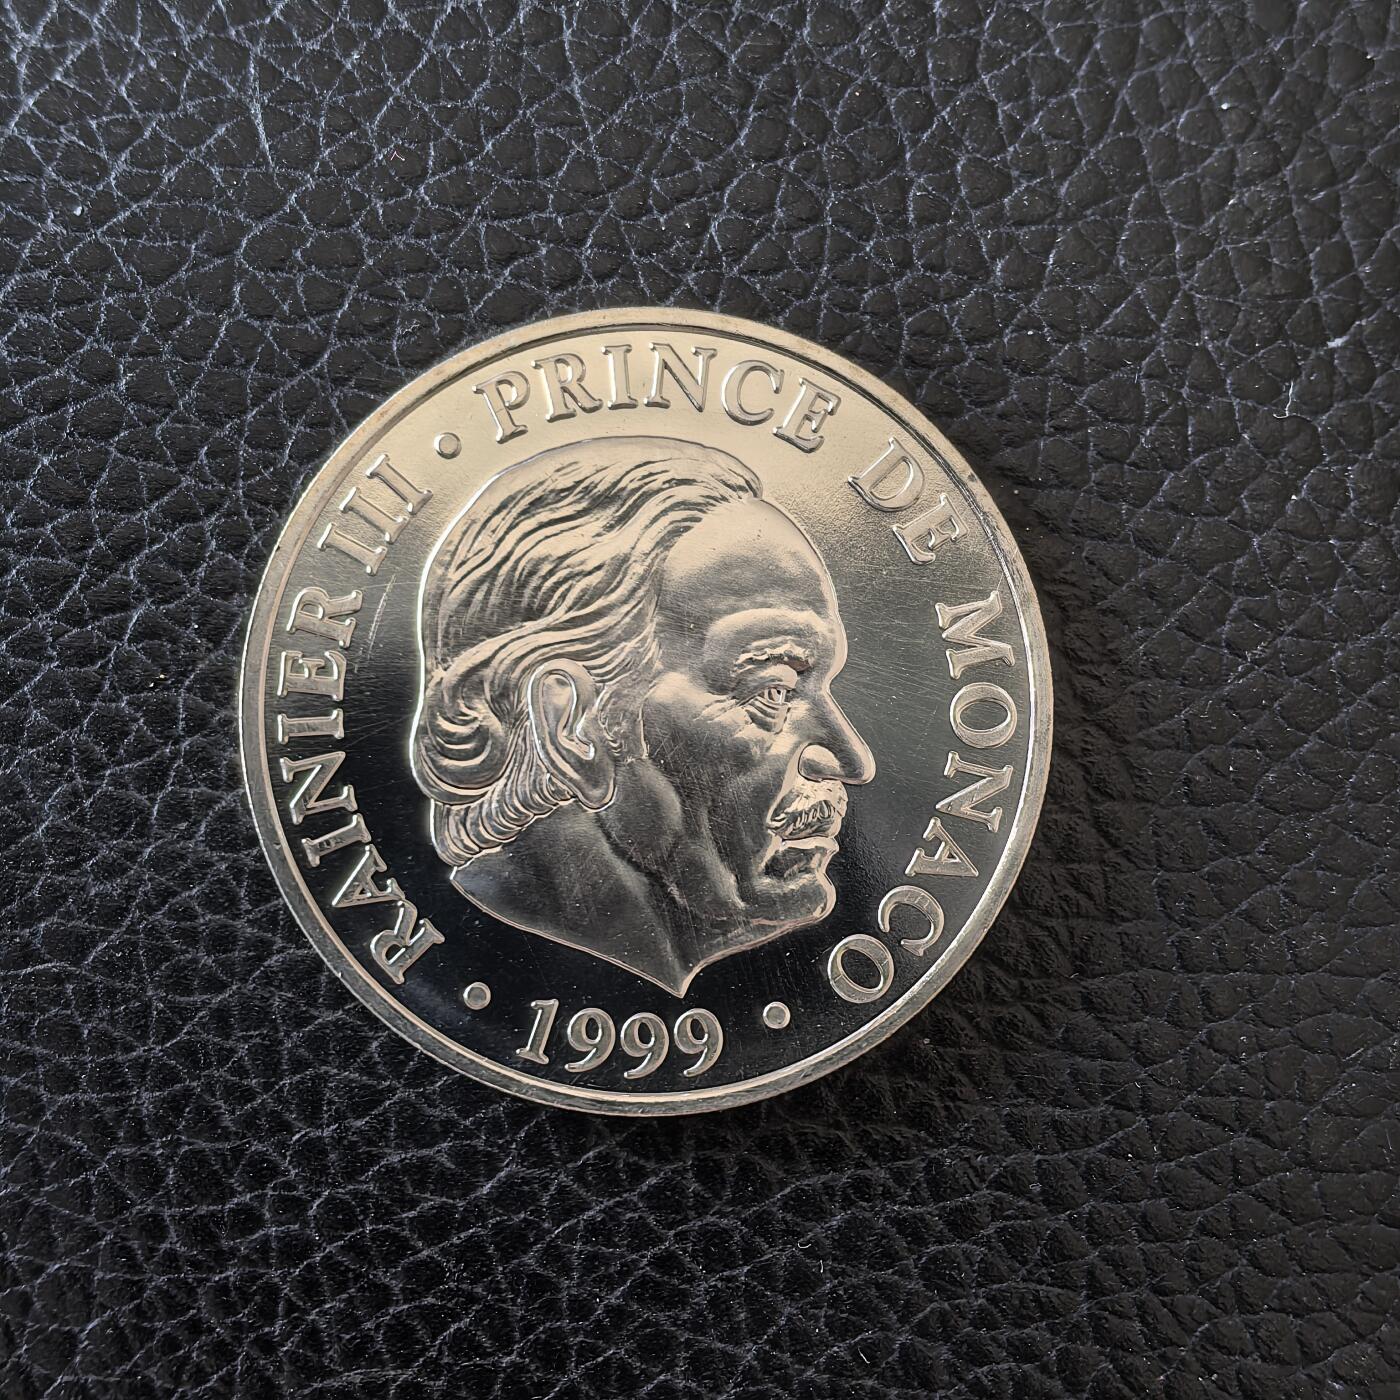 RAINIER III · PRINCE DE MONACO
· 1999 ·